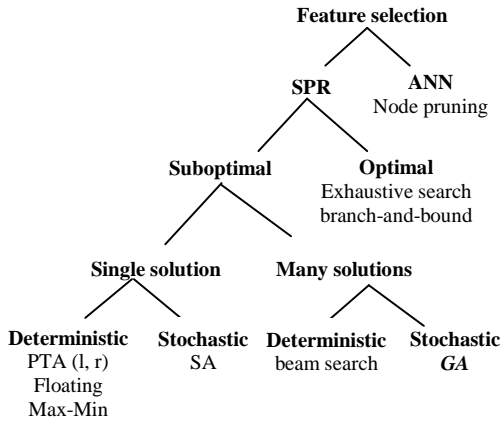 Feature selection
SPR
ANN
Node pruning
Suboptimal
Optimal
Exhaustive search
branch-and-bound
Single solution
Many solutions
Deterministic
PTA (l, r)
Floating
Max-Min
Stochastic
SA
Deterministic
beam search
Stochastic
GA